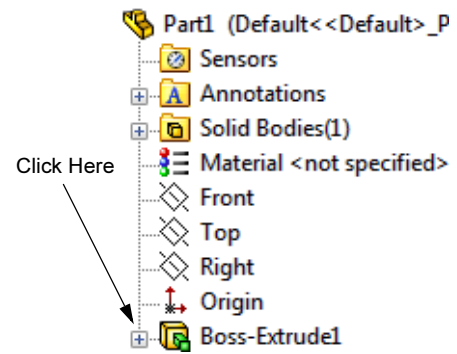 Part1 (Default<<Default>_P
Sensors
A Annotations
Solid Bodies(1)
Click Here
Material <not specified>
Front
Top
Right
Origin
Boss-Extrude1